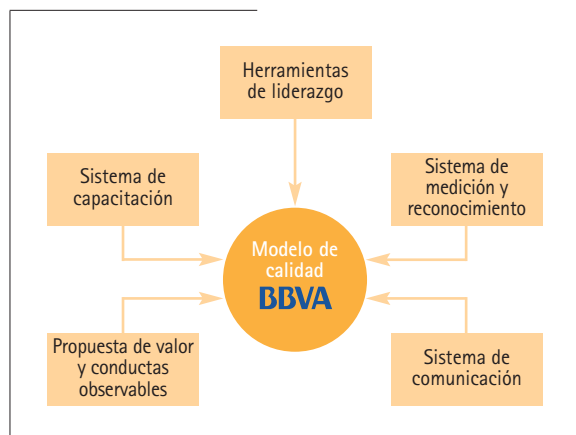 Herramientas
de liderazgo
Sistema de
capacitación
Sistema de
medición y
reconocimiento
Modelo de
calidad
BBVA
Propuesta de valor
y conductas
observables
Sistema de
comunicación